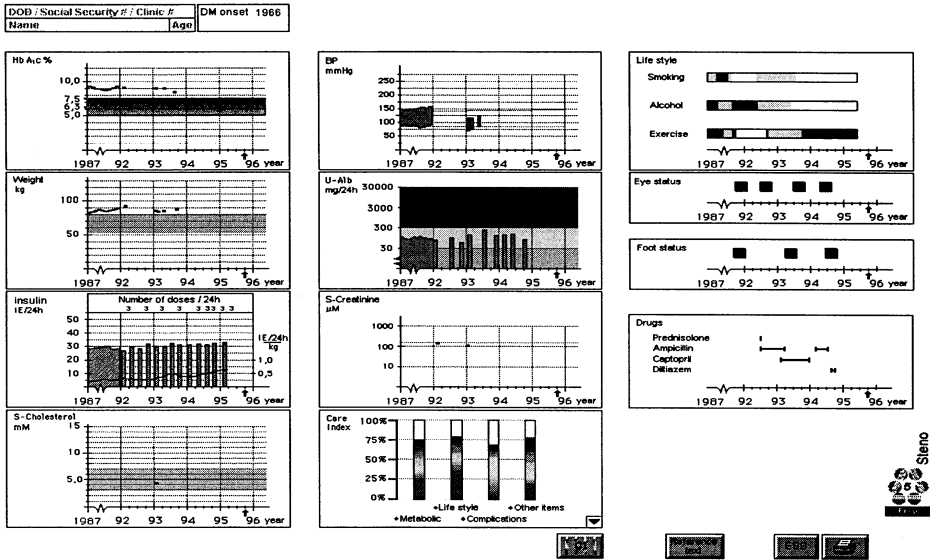 DOB / Social Security # / Clinic #
Name Age
DM onset 1966
Hb A1c %
10,0
7,5
6,5
5,0
1987 92 93 94 95 96 year
Weight
kg
100
50
1987 92 93 94 95 96 year
Insulin
IE/24h
Number of doses / 24h
3 3 3 3 3 3 3 3 3
50
40
30
20
10
IE/24h
kg
1,0
0,5
1987 92 93 94 95 96 year
S-Cholesterol
mM
15
10
5,0
1987 92 93 94 95 96 year
BP
mmHg
250
200
150
100
50
1987 92 93 94 95 96 year
U-Alb
mg/24h
30000
3000
300
30
1987 92 93 94 95 96 year
S-Creatinine
µM
1000
100
10
1987 92 93 94 95 96 year
Care
Index
100%
75%
50%
25%
0%
Life style Other items
Metabolic Complications
Life style
Smoking
Alcohol
Exercise
1987 92 93 94 95 96 year
Eye status
1987 92 93 94 95 96 year
Foot status
1987 92 93 94 95 96 year
Drugs
Prednisolone
Ampicillin
Captopril
Diltiazem
1987 92 93 94 95 96 year
Steno
Reference
text